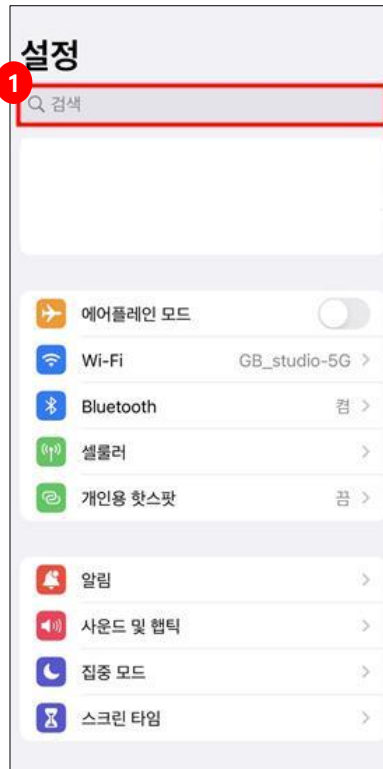 설정
1
검색
에어플레인 모드
Wi-Fi GB_studio-5G
Bluetooth 켬
셀룰러
개인용 핫스팟 끔
알림
사운드 및 햅틱
집중 모드
스크린 타임